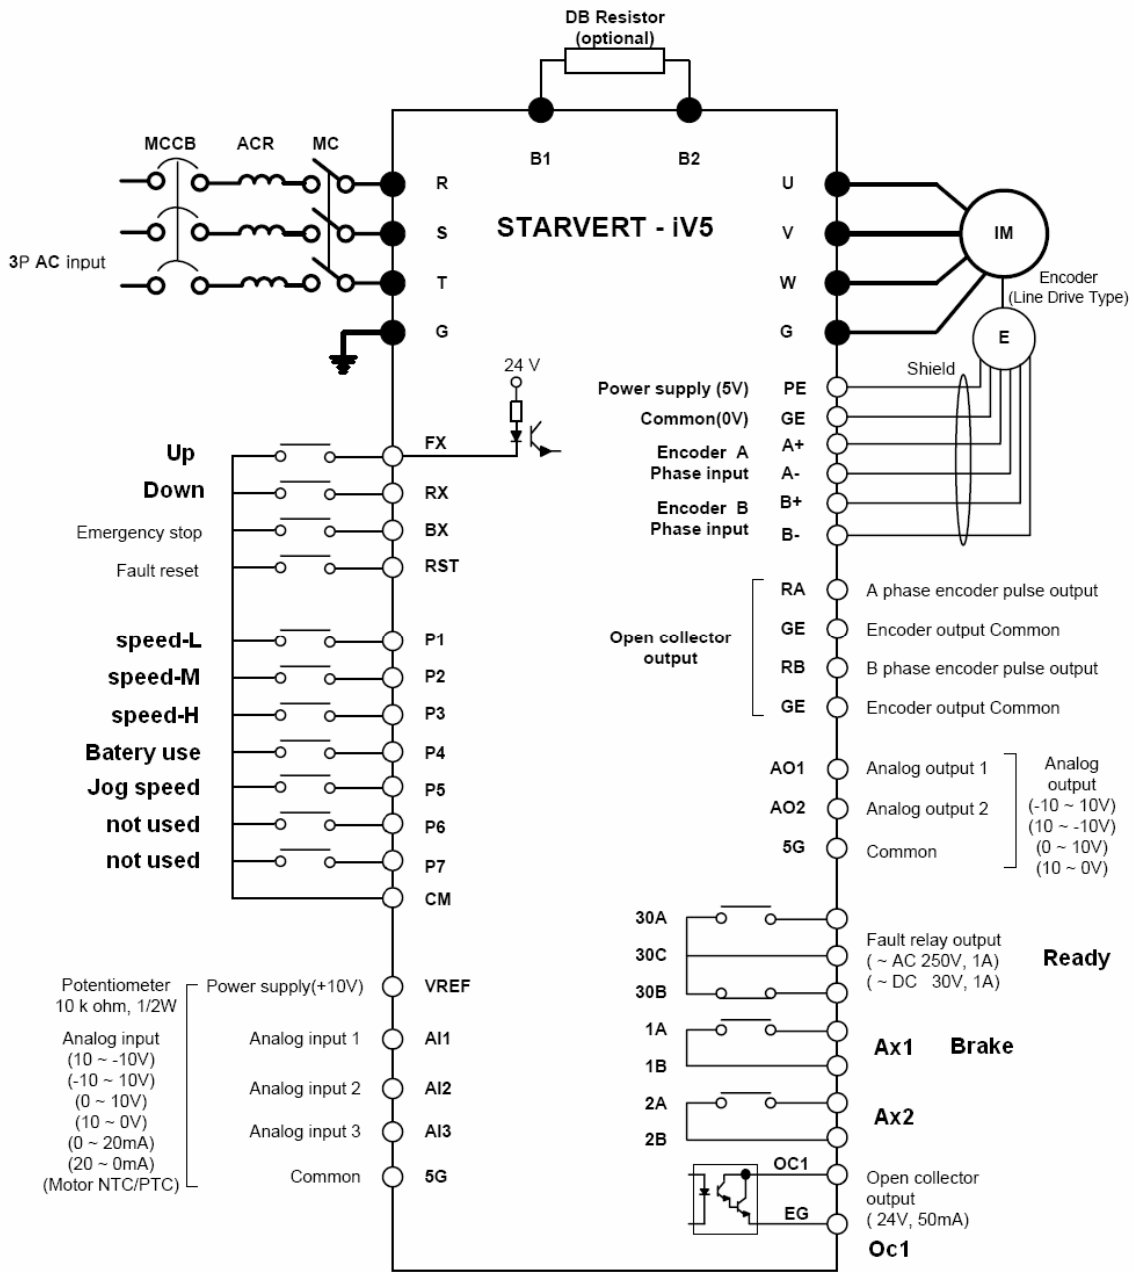 DB Resistor
(optional)
MCCB
ACR
MC
B1
B2
R
U
STARVERT - iV5
S
V
IM
3P AC input
T
W
Encoder
(Line Drive Type)
G
G
E
24 V
Shield
Power supply (5V)
PE
Common(0V)
GE
Up
FX
Encoder A
Phase input
A+
A-
Down
RX
Encoder B
Phase input
B+
B-
Emergency stop
BX
Fault reset
RST
Open collector
output
RA
A phase encoder pulse output
GE
Encoder output Common
RB
B phase encoder pulse output
GE
Encoder output Common
speed-L
P1
speed-M
P2
speed-H
P3
Batery use
P4
Jog speed
P5
not used
P6
not used
P7
CM
AO1
Analog output 1
AO2
Analog output 2
5G
Common
Analog
output
(-10 ~ 10V)
(10 ~ -10V)
(0 ~ 10V)
(10 ~ 0V)
30A
30C
30B
Fault relay output
( ~ AC 250V, 1A)
( ~ DC 30V, 1A)
Ready
Potentiometer
10 k ohm, 1/2W
Power supply(+10V)
VREF
Analog input
(10 ~ -10V)
(-10 ~ 10V)
(0 ~ 10V)
(10 ~ 0V)
(0 ~ 20mA)
(20 ~ 0mA)
(Motor NTC/PTC)
Analog input 1
AI1
Analog input 2
AI2
Analog input 3
AI3
Common
5G
1A
1B
Ax1
Brake
2A
2B
Ax2
OC1
EG
Open collector
output
( 24V, 50mA)
Oc1